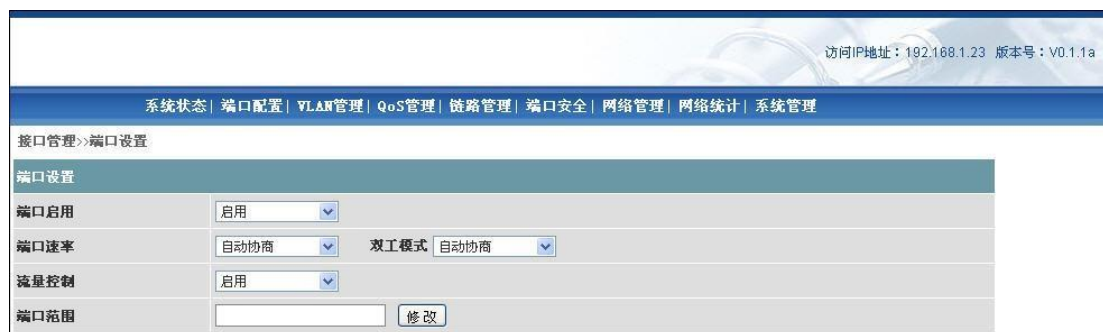 访问IP地址：192.168.1.23 版本号：V0.1.1a
系统状态| 端口配置| VLAN管理| QoS管理| 链路管理| 端口安全| 网络管理| 网络统计| 系统管理
接口管理>>端口设置
端口设置
端口启用 启用
端口速率 自动协商 双工模式 自动协商
流量控制 启用
端口范围 修改